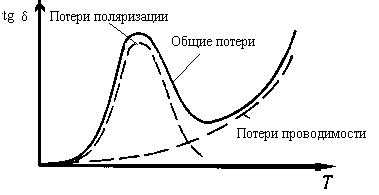 tg δ
Потери поляризации
Общие потери
Потери проводимости
T